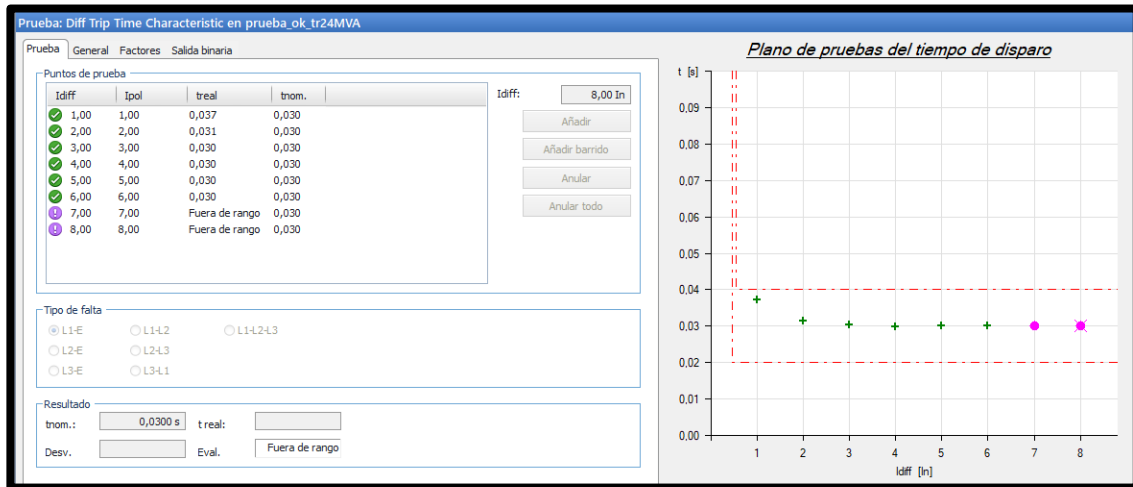 Prueba: Diff Trip Time Characteristic en prueba_ok_tr24MVA
Prueba General Factores Salida binaria
Puntos de prueba
Idiff Ipol treal tnom.
1,00 1,00 0,037 0,030
2,00 2,00 0,031 0,030
3,00 3,00 0,030 0,030
4,00 4,00 0,030 0,030
5,00 5,00 0,030 0,030
6,00 6,00 0,030 0,030
7,00 7,00 Fuera de rango 0,030
8,00 8,00 Fuera de rango 0,030
Idiff: 8,00 In
Añadir
Añadir barrido
Anular
Anular todo
Tipo de falta
L1-E L1-L2 L1-L2-L3
L2-E L2-L3
L3-E L3-L1
Resultado
tnom.: 0,0300 s t real:
Desv. Eval. Fuera de rango
Plano de pruebas del tiempo de disparo
t [s]
0,09
0,08
0,07
0,06
0,05
0,04
0,03
0,02
0,01
0,00
1 2 3 4 5 6 7 8
Idiff [In]